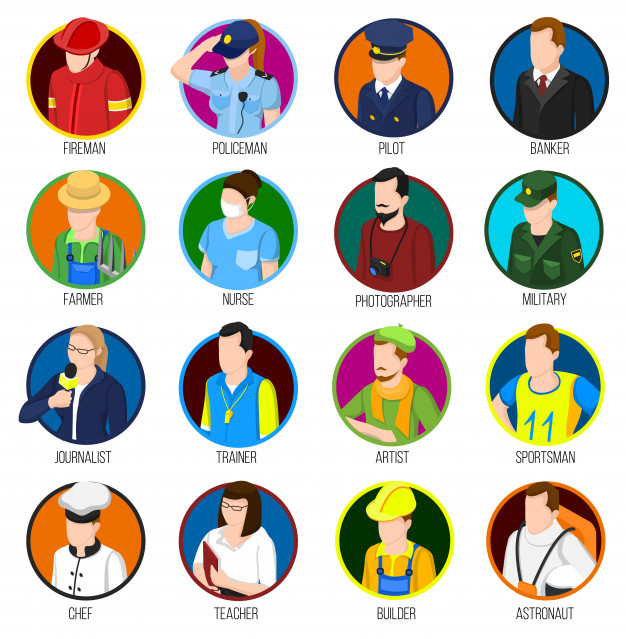 FIREMAN
POLICEMAN
PILOT
BANKER
FARMER
NURSE
PHOTOGRAPHER
MILITARY
JOURNALIST
TRAINER
ARTIST
11
SPORTSMAN
CHEF
TEACHER
BUILDER
ASTRONAUT